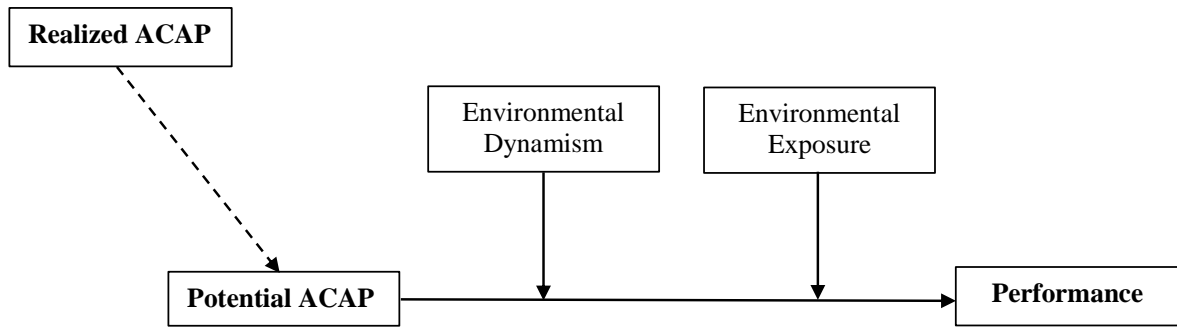 Realized ACAP
Environmental
Dynamism
Environmental
Exposure
Potential ACAP
Performance